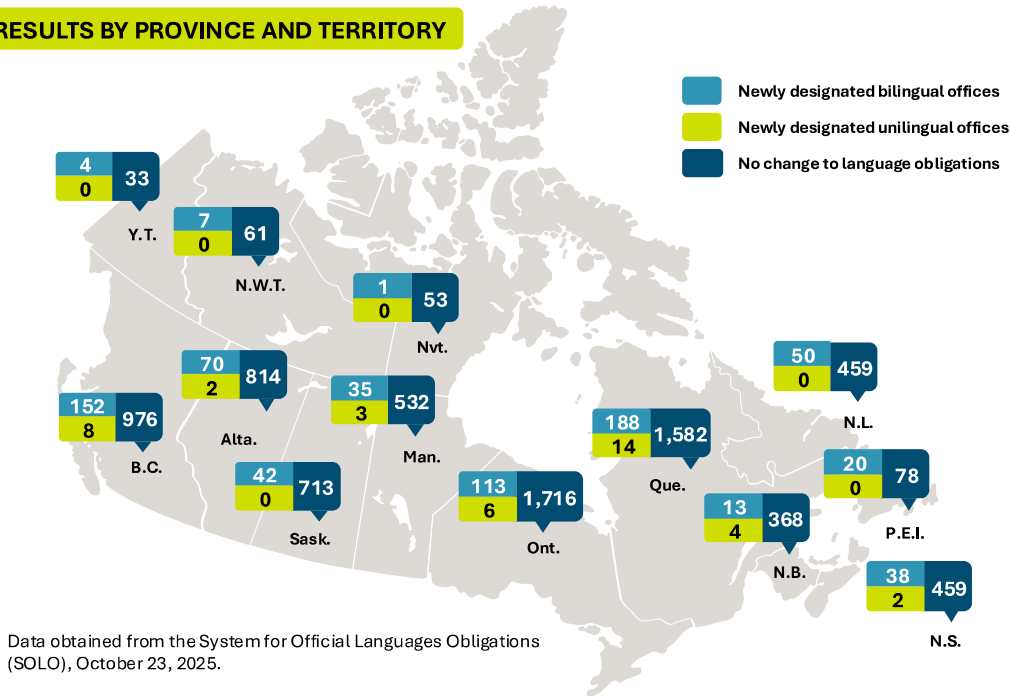 RESULTS BY PROVINCE AND TERRITORY
Newly designated bilingual offices
Newly designated unilingual offices
No change to language obligations
4
0
33
Y.T.
7
0
61
N.W.T.
1
0
53
Nvt.
70
2
814
Alta.
35
3
532
Man.
50
0
459
N.L.
152
8
976
B.C.
188
14
1,582
Que.
42
0
713
Sask.
113
6
1,716
Ont.
20
0
78
P.E.I.
13
4
368
N.B.
38
2
459
N.S.
Data obtained from the System for Official Languages Obligations
(SOLO), October 23, 2025.